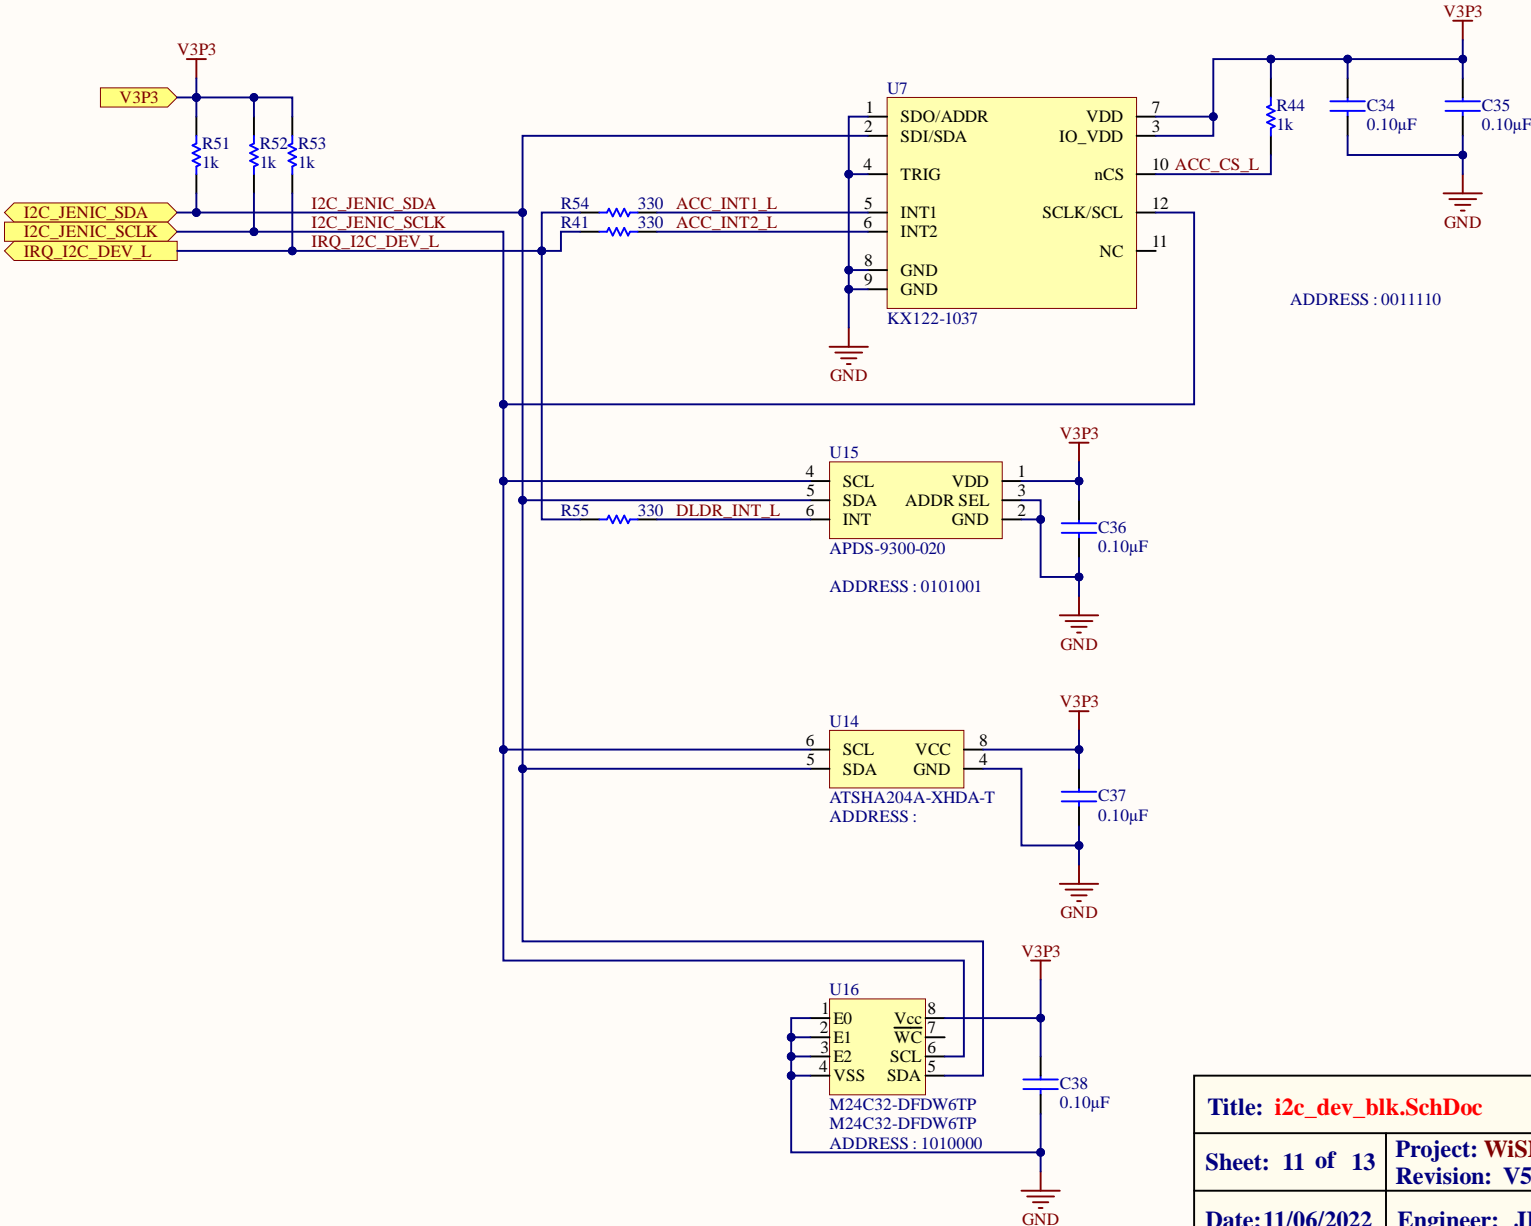 V3P3
V3P3
V3P3
R51
1k
R52
1k
R53
1k
I2C_JENIC_SDA
I2C_JENIC_SCLK
IRQ_I2C_DEV_L
I2C_JENIC_SDA
I2C_JENIC_SCLK
IRQ_I2C_DEV_L
R54 330 ACC_INT1_L
R41 330 ACC_INT2_L
U7
1 SDO/ADDR VDD 7
2 SDI/SDA IO_VDD 3
4 TRIG nCS 10 ACC_CS_L
5 INT1 SCLK/SCL 12
6 INT2
NC 11
8 GND
9 GND
KX122-1037
GND
R44
1k
C34
0.10µF
C35
0.10µF
GND
ADDRESS : 0011110
V3P3
U15
4 SCL VDD 1
5 SDA ADDR SEL 3
R55 330 DLDR_INT_L 6 INT GND 2
APDS-9300-020
ADDRESS : 0101001
C36
0.10µF
GND
V3P3
U14
6 SCL VCC 8
5 SDA GND 4
ATSHA204A-XHDA-T
ADDRESS :
C37
0.10µF
GND
V3P3
U16
1 E0 Vcc 8
2 E1 WC 7
3 E2 SCL 6
4 VSS SDA 5
M24C32-DFDW6TP
M24C32-DFDW6TP
ADDRESS : 1010000
C38
0.10µF
GND
Title: i2c_dev_blk.SchDoc
Sheet: 11 of 13
Project:
Revision: V5
Date:11/06/2022
Engineer: